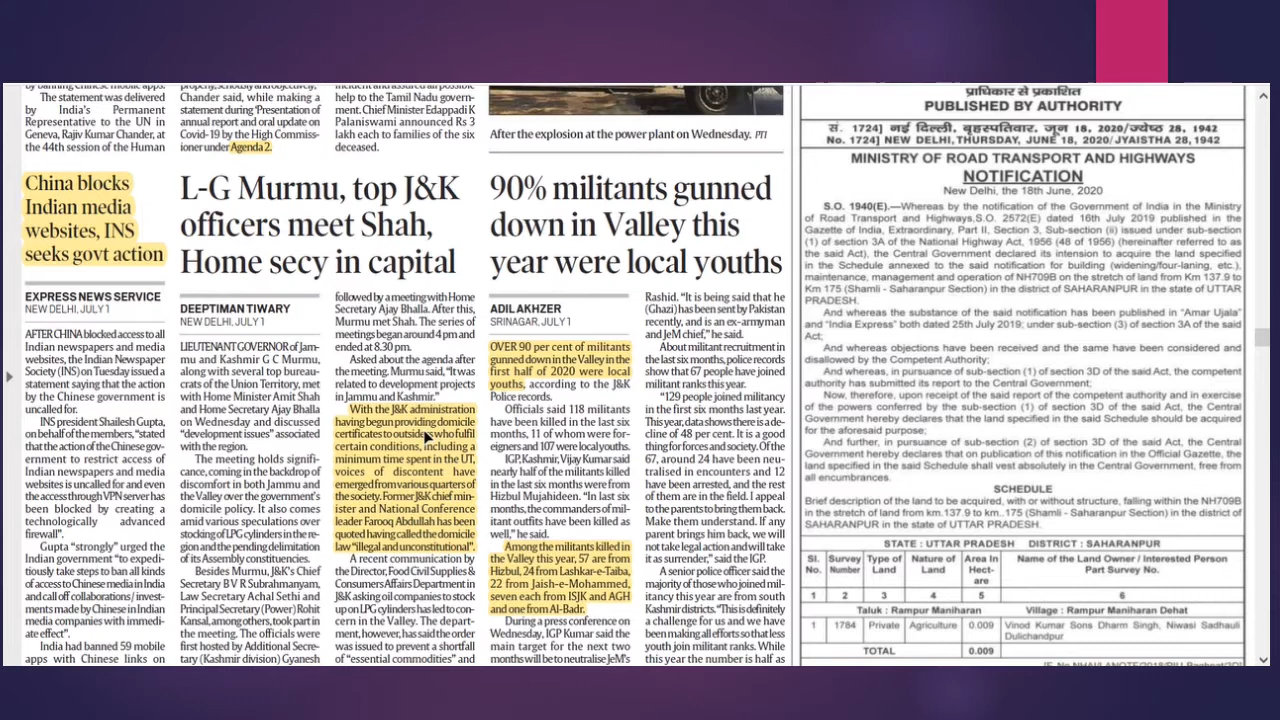 by banning Chinese mobile apps.
The statement was delivered
by India's Permanent
Representative to the UN in
Geneva, Rajiv Kumar Chander, at
the 44th session of the Human
properly, seriously and objectively,"
Chander said, while making a
statement during 'Presentation of
annual report and oral update on
Covid-19 by the High Commiss-
ioner under Agenda 2.
incident and assured all possible
help to the Tamil Nadu govern-
ment. Chief Minister Edappadi K
Palaniswami announced Rs 3
lakh each to families of the six
deceased.
After the explosion at the power plant on Wednesday. PTI
China blocks
Indian media
websites, INS
seeks govt action
EXPRESS NEWS SERVICE
NEW DELHI, JULY 1
AFTER CHINA blocked access to all
Indian newspapers and media
websites, the Indian Newspaper
Society (INS) on Tuesday issued a
statement saying that the action
by the Chinese government is
uncalled for.
INS president Shailesh Gupta,
on behalf of the members, "stated
that the action of the Chinese gov-
ernment to restrict access of
Indian newspapers and media
websites is uncalled for and even
the access through VPN server has
been blocked by creating a
technologically advanced
firewall".
Gupta "strongly" urged the
Indian government "to expedi-
tiously take steps to ban all kinds
of access to Chinese media in India
and call off collaborations / invest-
ments made by Chinese in Indian
media companies with immedi-
ate effect".
India had banned 59 mobile
apps with Chinese links on
L-G Murmu, top J&K
officers meet Shah,
Home secy in capital
DEEPTIMAN TIWARY
NEW DELHI, JULY 1
LIEUTENANT GOVERNOR of Jam-
mu and Kashmir G C Murmu,
along with several top bureau-
crats of the Union Territory, met
with Home Minister Amit Shah
and Home Secretary Ajay Bhalla
on Wednesday and discussed
"development issues" associated
with the region.
The meeting holds signifi-
cance, coming in the backdrop of
discomfort in both Jammu and
the Valley over the government's
domicile policy. It also comes
amid various speculations over
stocking of LPG cylinders in the re-
gion and the pending delimitation
of its Assembly constituencies.
Besides Murmu, J&K's Chief
Secretary B V R Subrahmanyam,
Law Secretary Achal Sethi and
Principal Secretary (Power) Rohit
Kansal, among others, took part in
the meeting. The officials were
first hosted by Additional Secre-
tary (Kashmir division) Gyanesh
followed by a meeting with Home
Secretary Ajay Bhalla. After this,
Murmu met Shah. The series of
meetings began around 4 pm and
ended at 8.30 pm.
Asked about the agenda after
the meeting. Murmu said, "It was
related to development projects
in Jammu and Kashmir."
With the J&K administration
having begun providing domicile
certificates to outsiders who fulfil
certain conditions, including a
minimum time spent in the UT,
voices of discontent have
emerged from various quarters of
the society. Former J&K chief min-
ister and National Conference
leader Farooq Abdullah has been
quoted having called the domicile
law "illegal and unconstitutional".
A recent communication by
the Director, Food Civil Supplies &
Consumers Affairs Department in
J&K asking oil companies to stock
up on LPG cylinders has led to con-
cern in the Valley. The depart-
ment, however, has said the order
was issued to prevent a shortfall
of "essential commodities" and
90% militants gunned
down in Valley this
year were local youths
ADIL AKHZER
SRINAGAR, JULY 1
OVER 90 per cent of militants
gunned down in the Valley in the
first half of 2020 were local
youths, according to the J&K
Police records.
Officials said 118 militants
have been killed in the last six
months, 11 of whom were for-
eigners and 107 were local youths.
IGP, Kashmir, Vijay Kumar said
nearly half of the militants killed
in the last six months were from
Hizbul Mujahideen. "In last six
months, the commanders of mil-
itant outfits have been killed as
well," he said.
Among the militants killed in
the Valley this year, 57 are from
Hizbul, 24 from Lashkar-e-Taiba,
22 from Jaish-e-Mohammed,
seven each from ISJK and AGH
and one from Al-Badr.
During a press conference on
Wednesday, IGP Kumar said the
main target for the next two
months will be to neutralise JeM's
Rashid. "It is being said that he
(Ghazi) has been sent by Pakistan
recently, and is an ex-armyman
and JeM chief," he said.
About militant recruitment in
the last six months, police records
show that 67 people have joined
militant ranks this year.
"129 people joined militancy
in the first six months last year.
This year, data shows there is a de-
cline of 48 per cent. It is a good
thing for forces and society. Of the
67, around 24 have been neu-
tralised in encounters and 12
have been arrested, and the rest
of them are in the field. I appeal
to the parents to bring them back.
Make them understand. If any
parent brings him back, we will
not take legal action and will take
it as surrender," said the IGP.
A senior police officer said the
majority of those who joined mil-
itancy this year are from south
Kashmir districts. "This is definitely
a challenge for us and we have
been making all efforts so that less
youth join militant ranks. While
this year the number is half as
प्राधिकार से प्रकाशित
PUBLISHED BY AUTHORITY
सं. 1724] नई दिल्ली, बृहस्पतिवार, जून 18, 2020/ज्येष्ठ 28, 1942
No. 1724] NEW DELHI, THURSDAY, JUNE 18, 2020/JYAISTHA 28, 1942
MINISTRY OF ROAD TRANSPORT AND HIGHWAYS
NOTIFICATION
New Delhi, the 18th June, 2020
S.O. 1940(E).—Whereas by the notification of the Government of India in the Ministry
of Road Transport and Highways,S.O. 2572(E) dated 16th July 2019 published in the
Gazette of India, Extraordinary, Part II, Section 3, Sub-section (ii) issued under sub-section
(1) of section 3A of the National Highway Act, 1956 (48 of 1956) (hereinafter referred to as
the said Act), the Central Government declared its intension to acquire the land specified
in the Schedule annexed to the said notification for building (widening/four-laning, etc.),
maintenance, management and operation of NH709B on the stretch of land from Km 137.9 to
Km 175 (Shamli - Saharanpur Section) in the district of SAHARANPUR in the state of UTTAR
PRADESH.
And whereas the substance of the said notification has been published in "Amar Ujala"
and "India Express" both dated 25th July 2019; under sub-section (3) of section 3A of the said
Act;
And whereas objections have been received and the same have been considered and
disallowed by the Competent Authority;
And whereas, in pursuance of sub-section (1) of section 3D of the said Act, the competent
authority has submitted its report to the Central Government;
Now, therefore, upon receipt of the said report of the competent authority and in exercise
of the powers conferred by the sub-section (1) of section 3D of the said Act, the Central
Government hereby declares that the land specified in the said Schedule should be acquired
for the aforesaid purpose;
And further, in pursuance of sub-section (2) of section 3D of the said Act, the Central
Government hereby declares that on publication of this notification in the Official Gazette, the
land specified in the said Schedule shall vest absolutely in the Central Government, free from
all encumbrances.
SCHEDULE
Brief description of the land to be acquired, with or without structure, falling within the NH709B
in the stretch of land from km.137.9 to km..175 (Shamli - Saharanpur Section) in the district of
SAHARANPUR in the state of UTTAR PRADESH.
STATE : UTTAR PRADESH DISTRICT : SAHARANPUR
Sl. No. Survey Number Type of Land Nature of Land Area In Hect-are Name of the Land Owner / Interested Person Part Survey No.
1 2 3 4 5 6
Taluk : Rampur Maniharan Village : Rampur Maniharan Dehat
1 1784 Private Agriculture 0.009 Vinod Kumar Sons Dharm Singh, Niwasi Sadhauli
Dulichandpur
TOTAL 0.009